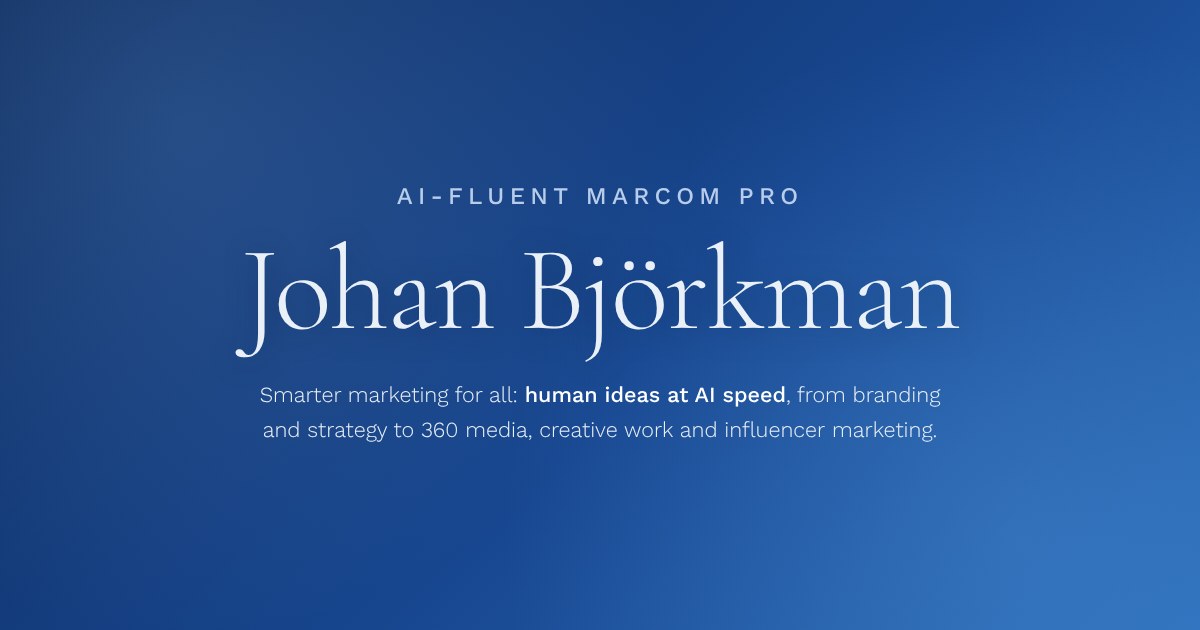 AI-FLUENT MARCOM PRO
Johan Björkman
Smarter marketing for all: human ideas at AI speed, from branding
and strategy to 360 media, creative work and influencer marketing.